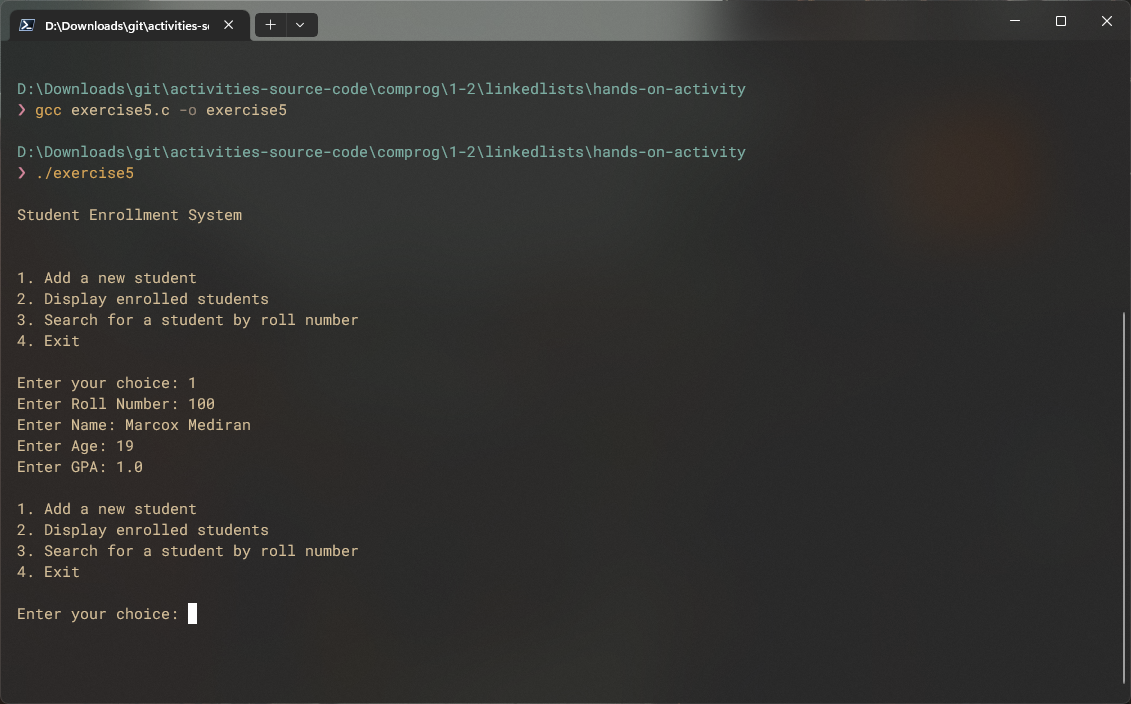 D:\Downloads\git\activities-s
D:\Downloads\git\activities-source-code\comprog\1-2\linkedlists\hands-on-activity
❯ gcc exercise5.c -o exercise5
D:\Downloads\git\activities-source-code\comprog\1-2\linkedlists\hands-on-activity
❯ ./exercise5
Student Enrollment System
1. Add a new student
2. Display enrolled students
3. Search for a student by roll number
4. Exit
Enter your choice: 1
Enter Roll Number: 100
Enter Name: Marcox Mediran
Enter Age: 19
Enter GPA: 1.0
1. Add a new student
2. Display enrolled students
3. Search for a student by roll number
4. Exit
Enter your choice: